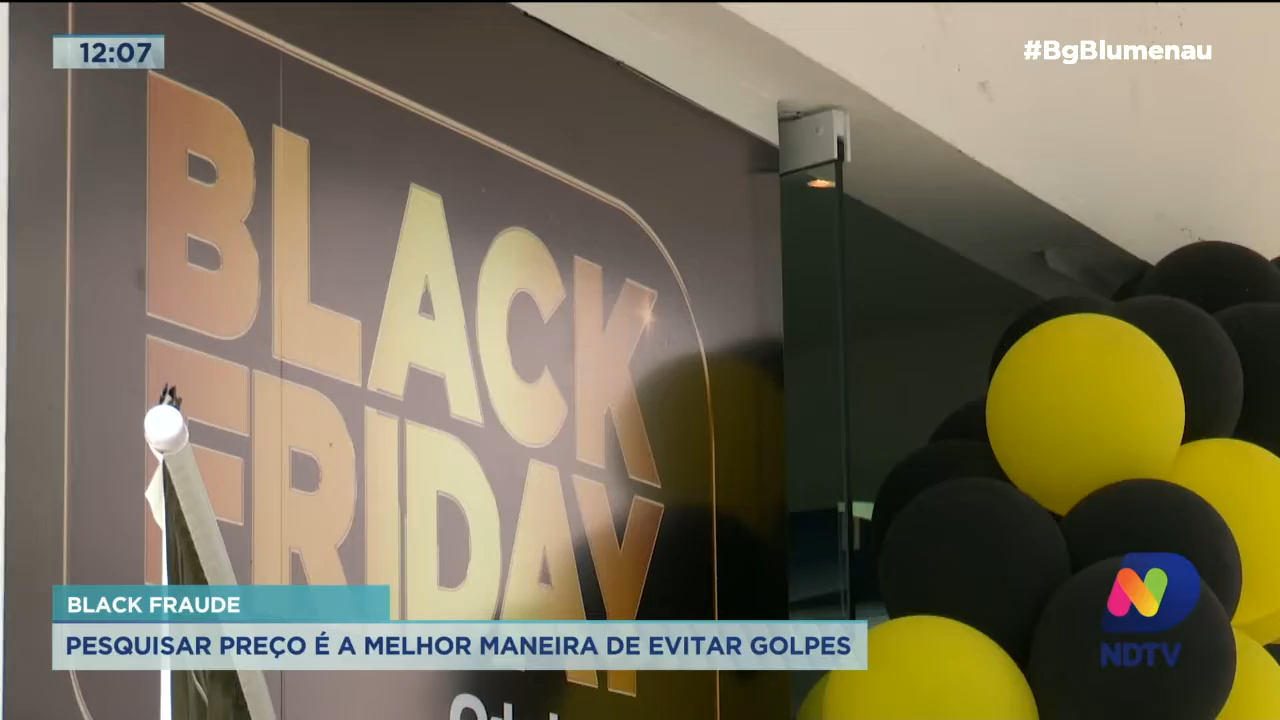 12:07
#BgBlumenau
BLACK
FRIDAY
BLACK FRAUDE
PESQUISAR PREÇO É A MELHOR MANEIRA DE EVITAR GOLPES
NDTV